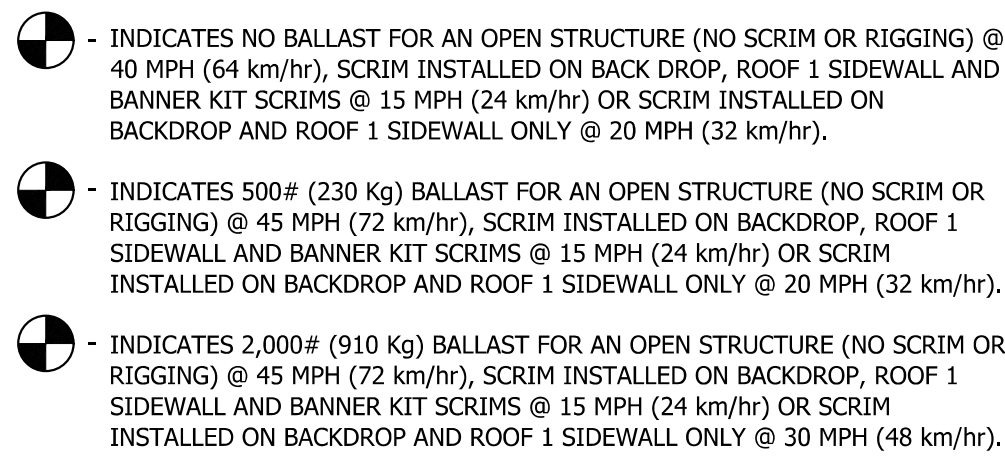 - INDICATES NO BALLAST FOR AN OPEN STRUCTURE (NO SCRIM OR RIGGING) @
40 MPH (64 km/hr), SCRIM INSTALLED ON BACK DROP, ROOF 1 SIDEWALL AND
BANNER KIT SCRIMS @ 15 MPH (24 km/hr) OR SCRIM INSTALLED ON
BACKDROP AND ROOF 1 SIDEWALL ONLY @ 20 MPH (32 km/hr).
- INDICATES 500# (230 Kg) BALLAST FOR AN OPEN STRUCTURE (NO SCRIM OR
RIGGING) @ 45 MPH (72 km/hr), SCRIM INSTALLED ON BACKDROP, ROOF 1
SIDEWALL AND BANNER KIT SCRIMS @ 15 MPH (24 km/hr) OR SCRIM
INSTALLED ON BACKDROP AND ROOF 1 SIDEWALL ONLY @ 20 MPH (32 km/hr).
- INDICATES 2,000# (910 Kg) BALLAST FOR AN OPEN STRUCTURE (NO SCRIM OR
RIGGING) @ 45 MPH (72 km/hr), SCRIM INSTALLED ON BACKDROP, ROOF 1
SIDEWALL AND BANNER KIT SCRIMS @ 15 MPH (24 km/hr) OR SCRIM
INSTALLED ON BACKDROP AND ROOF 1 SIDEWALL ONLY @ 30 MPH (48 km/hr).